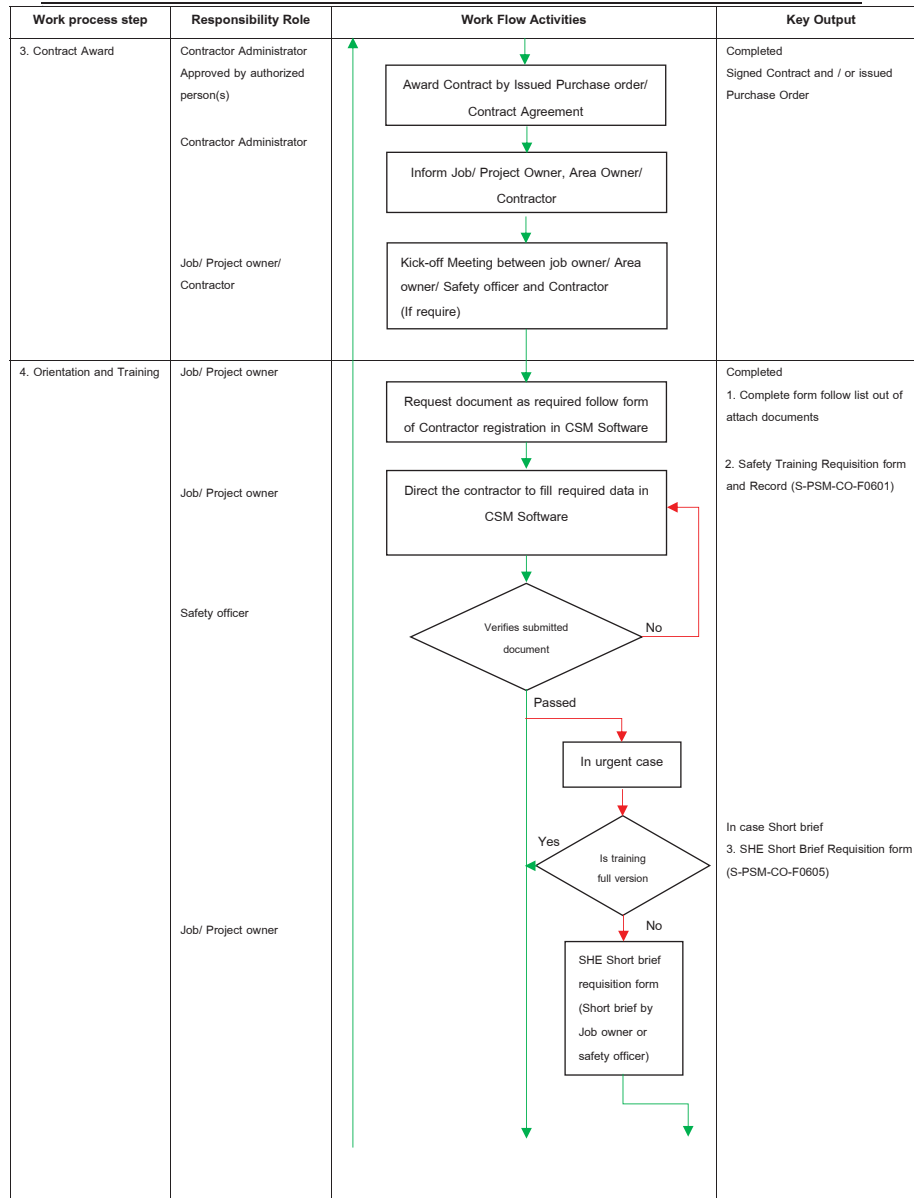 Work process step
Responsibility Role
Work Flow Activities
Key Output
3. Contract Award
Contractor Administrator
Approved by authorized
person(s)
Contractor Administrator
Job/ Project owner/
Contractor
Award Contract by Issued Purchase order/
Contract Agreement
Inform Job/ Project Owner, Area Owner/
Contractor
Kick-off Meeting between job owner/ Area
owner/ Safety officer and Contractor
(If require)
Completed
Signed Contract and / or issued
Purchase Order
4. Orientation and Training
Job/ Project owner
Job/ Project owner
Safety officer
Job/ Project owner
Request document as required follow form
of Contractor registration in CSM Software
Direct the contractor to fill required data in
CSM Software
Verifies submitted
document
No
Passed
In urgent case
Yes
Is training
full version
No
SHE Short brief
requisition form
(Short brief by
Job owner or
safety officer)
Completed
1. Complete form follow list out of
attach documents
2. Safety Training Requisition form
and Record (S-PSM-CO-F0601)
In case Short brief
3. SHE Short Brief Requisition form
(S-PSM-CO-F0605)